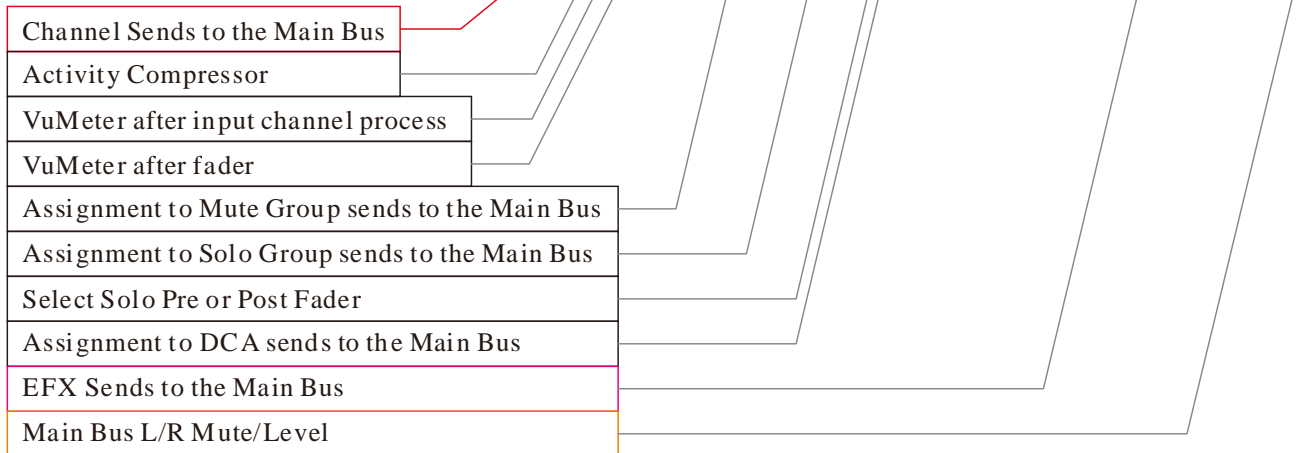 Channel Sends to the Main Bus
Activity Compressor
VuMeter after input channel process
VuMeter after fader
Assignment to Mute Group sends to the Main Bus
Assignment to Solo Group sends to the Main Bus
Select Solo Pre or Post Fader
Assignment to DCA sends to the Main Bus
EFX Sends to the Main Bus
Main Bus L/R Mute/Level